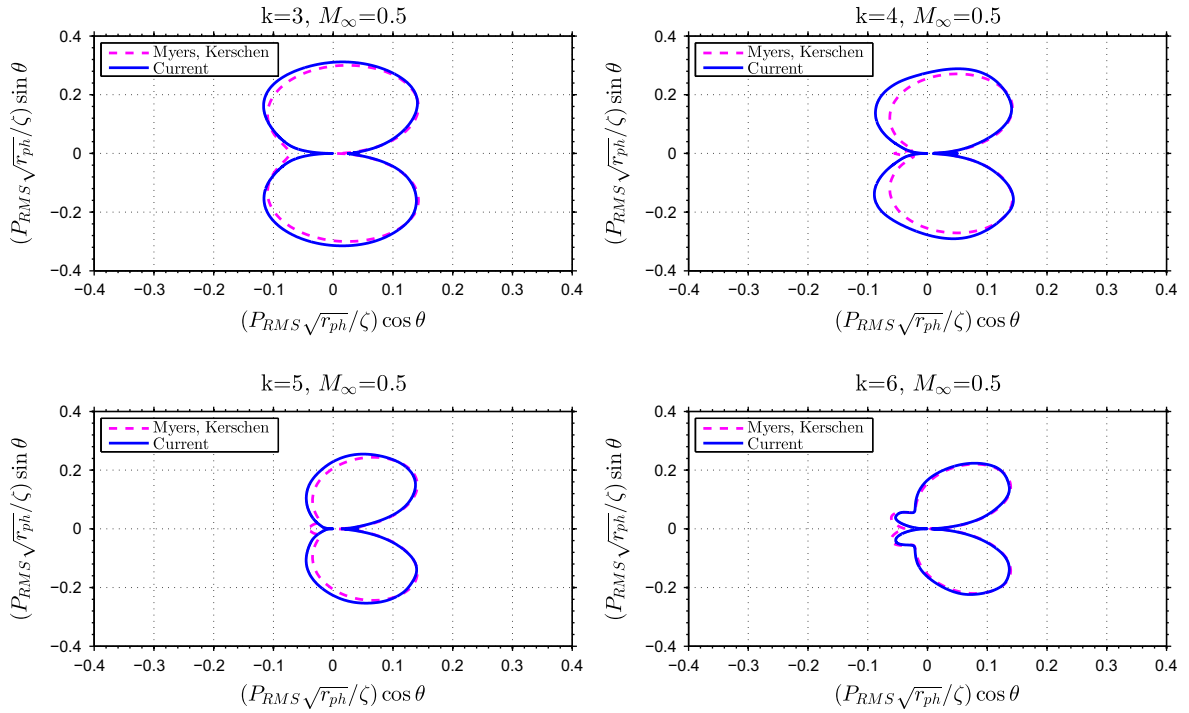 k=3, M∞=0.5
(P_RMS √r_ph/ζ) sin θ
0.4
0.2
0
−0.2
−0.4
Myers, Kerschen
Current
−0.4 −0.3 −0.2 −0.1 0 0.1 0.2 0.3 0.4
(P_RMS √r_ph/ζ) cos θ
k=4, M∞=0.5
(P_RMS √r_ph/ζ) sin θ
0.4
0.2
0
−0.2
−0.4
Myers, Kerschen
Current
−0.4 −0.3 −0.2 −0.1 0 0.1 0.2 0.3 0.4
(P_RMS √r_ph/ζ) cos θ
k=5, M∞=0.5
(P_RMS √r_ph/ζ) sin θ
0.4
0.2
0
−0.2
−0.4
Myers, Kerschen
Current
−0.4 −0.3 −0.2 −0.1 0 0.1 0.2 0.3 0.4
(P_RMS √r_ph/ζ) cos θ
k=6, M∞=0.5
(P_RMS √r_ph/ζ) sin θ
0.4
0.2
0
−0.2
−0.4
Myers, Kerschen
Current
−0.4 −0.3 −0.2 −0.1 0 0.1 0.2 0.3 0.4
(P_RMS √r_ph/ζ) cos θ